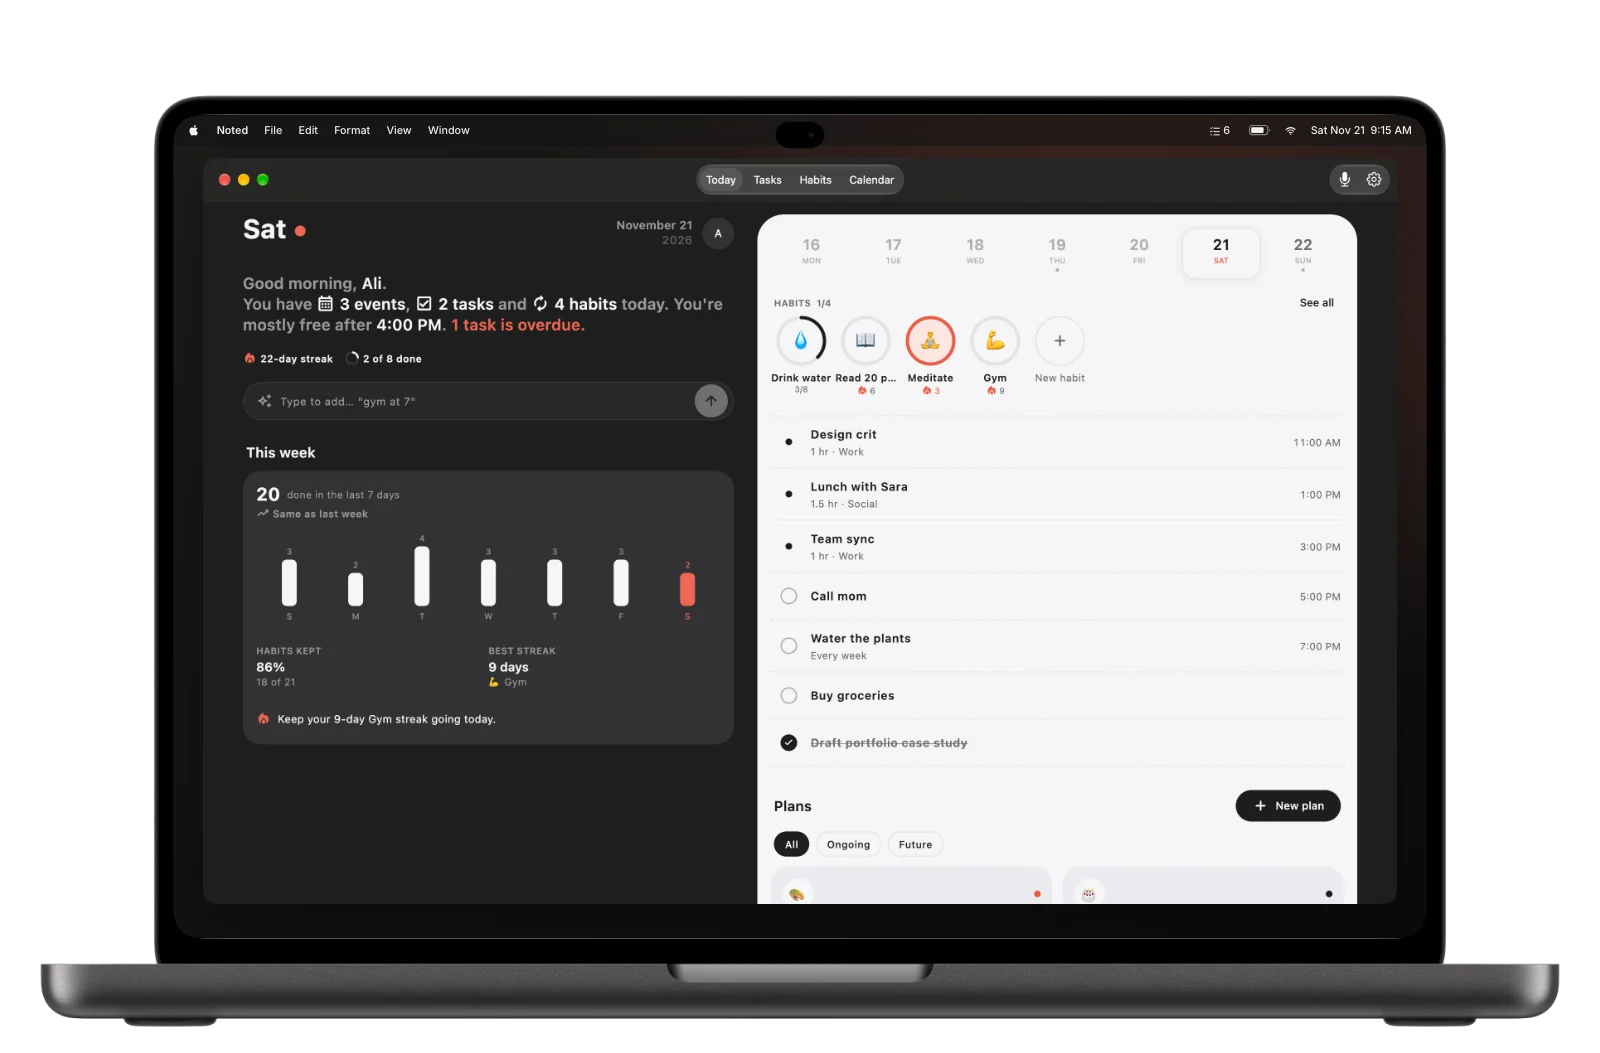 Noted File Edit Format View Window
6 Sat Nov 21 9:15 AM
Today Tasks Habits Calendar
Sat
November 21
2026
A
Good morning, Ali.
You have 3 events, 2 tasks and 4 habits today. You're
mostly free after 4:00 PM. 1 task is overdue.
22-day streak 2 of 8 done
Type to add... "gym at 7"
This week
20 done in the last 7 days
Same as last week
3 2 4 3 3 3 2
S M T W T F S
HABITS KEPT
86%
18 of 21
BEST STREAK
9 days
Gym
Keep your 9-day Gym streak going today.
16 17 18 19 20 21 22
MON TUE WED THU FRI SAT SUN
HABITS 1/4
See all
Drink water Read 20 p... Meditate Gym New habit
3/8 6 3 9
Design crit
1 hr · Work
11:00 AM
Lunch with Sara
1.5 hr · Social
1:00 PM
Team sync
1 hr · Work
3:00 PM
Call mom
5:00 PM
Water the plants
Every week
7:00 PM
Buy groceries
Draft portfolio case study
Plans
New plan
All Ongoing Future